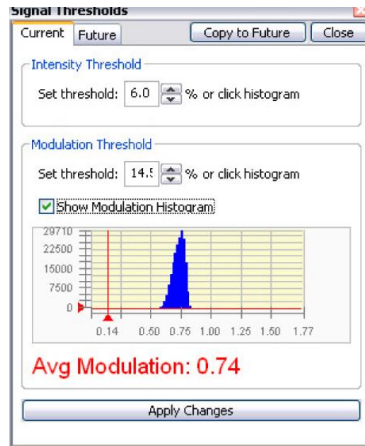 Signal Thresholds
Current Future Copy to Future Close
Intensity Threshold
Set threshold: 6.0 % or click histogram
Modulation Threshold
Set threshold: 14.5 % or click histogram
Show Modulation Histogram
29710
22500
15000
7500
0
0.14 0.50 0.75 1.00 1.25 1.50 1.77
Avg Modulation: 0.74
Apply Changes